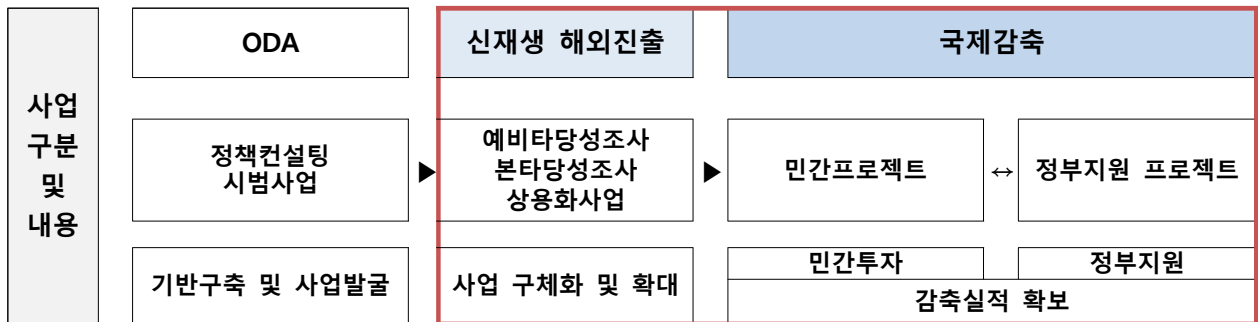 사업
구분
및
내용
ODA
신재생 해외진출
국제감축
정책컨설팅
시범사업
▶
예비타당성조사
본타당성조사
상용화사업
▶
민간프로젝트
↔
정부지원 프로젝트
기반구축 및 사업발굴
사업 구체화 및 확대
민간투자
정부지원
감축실적 확보